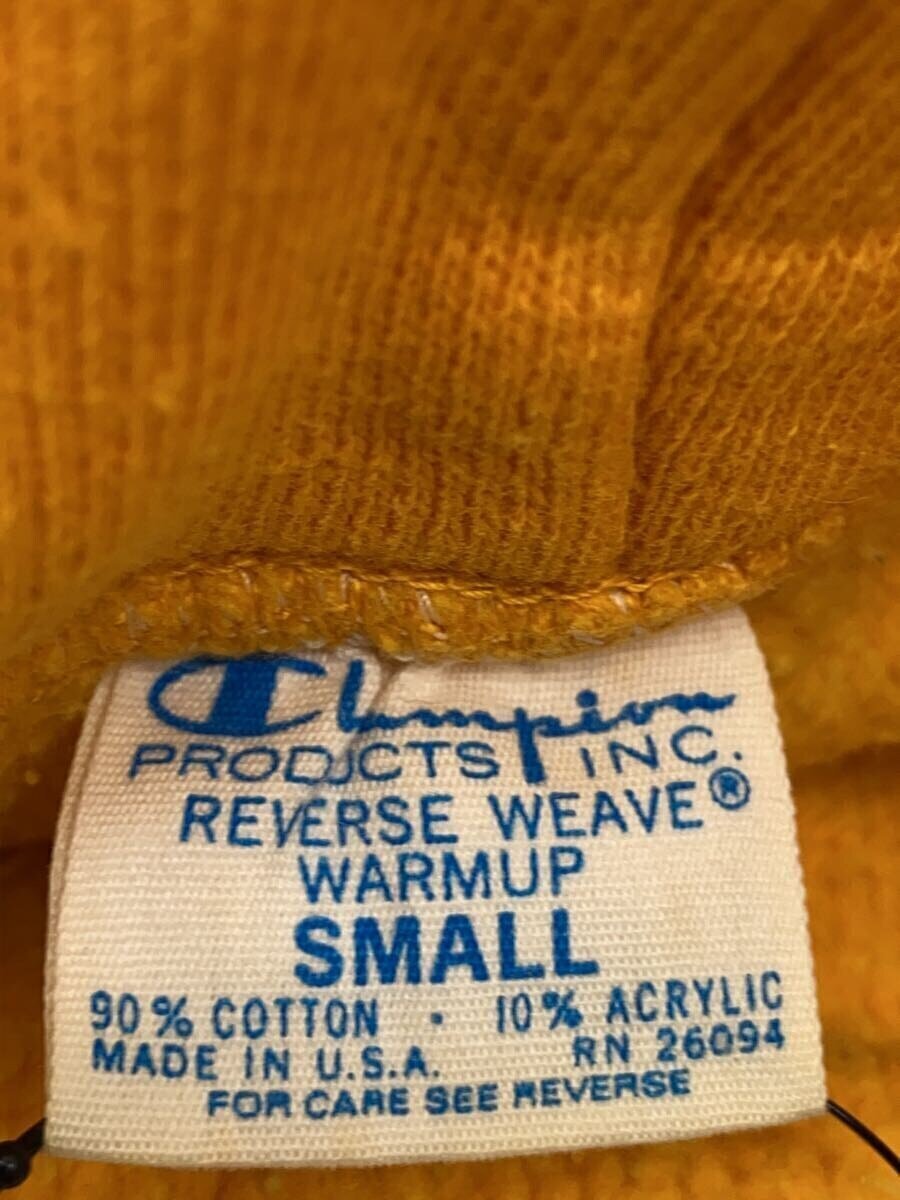 Champion
PRODUCTS INC.
REVERSE WEAVE®
WARMUP
SMALL
90% COTTON · 10% ACRYLIC
MADE IN U.S.A. RN 26094
FOR CARE SEE REVERSE